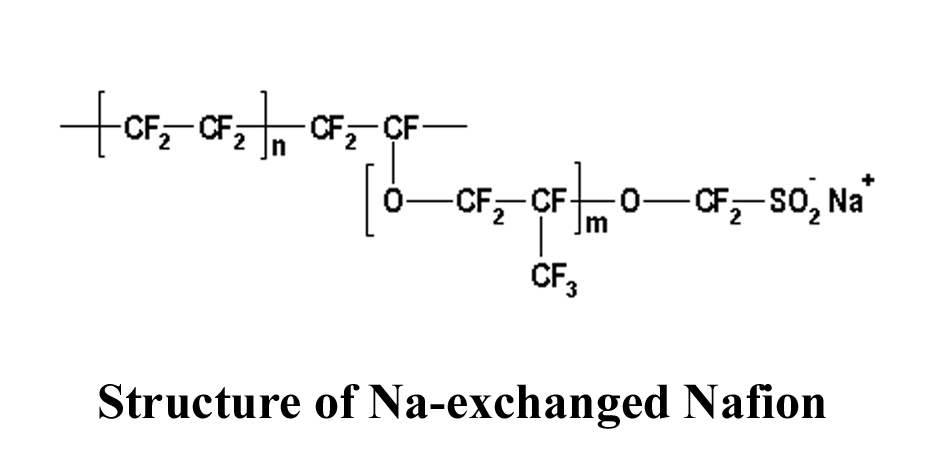 —[CF₂—CF₂]ₙ—CF₂—CF—
[O—CF₂—CF]ₘ—O—CF₂—SO₂⁻ Na⁺
CF₃
Structure of Na-exchanged Nafion